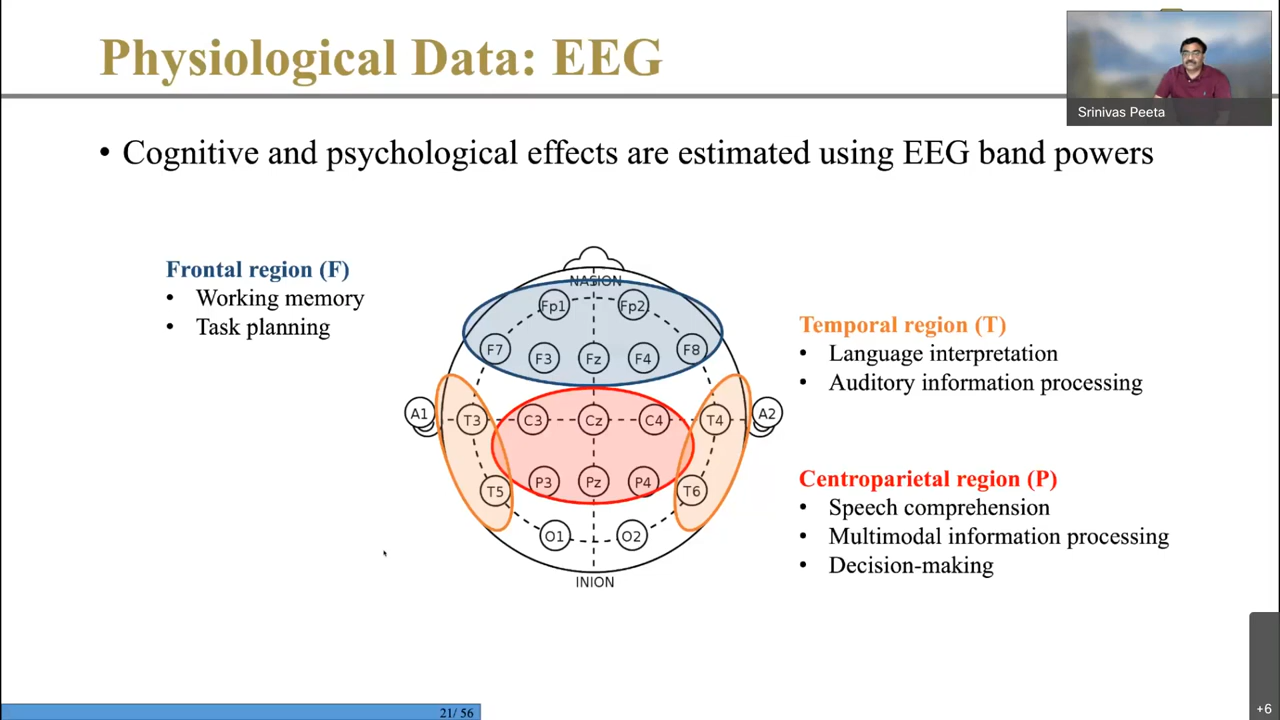 Physiological Data: EEG
Srinivas Peeta
• Cognitive and psychological effects are estimated using EEG band powers
Frontal region (F)
• Working memory
• Task planning
NASION
Fp1 Fp2
F7 F3 Fz F4 F8
A1 T3 C3 Cz C4 T4 A2
T5 P3 Pz P4 T6
O1 O2
INION
Temporal region (T)
• Language interpretation
• Auditory information processing
Centroparietal region (P)
• Speech comprehension
• Multimodal information processing
• Decision-making
21/ 56
+6